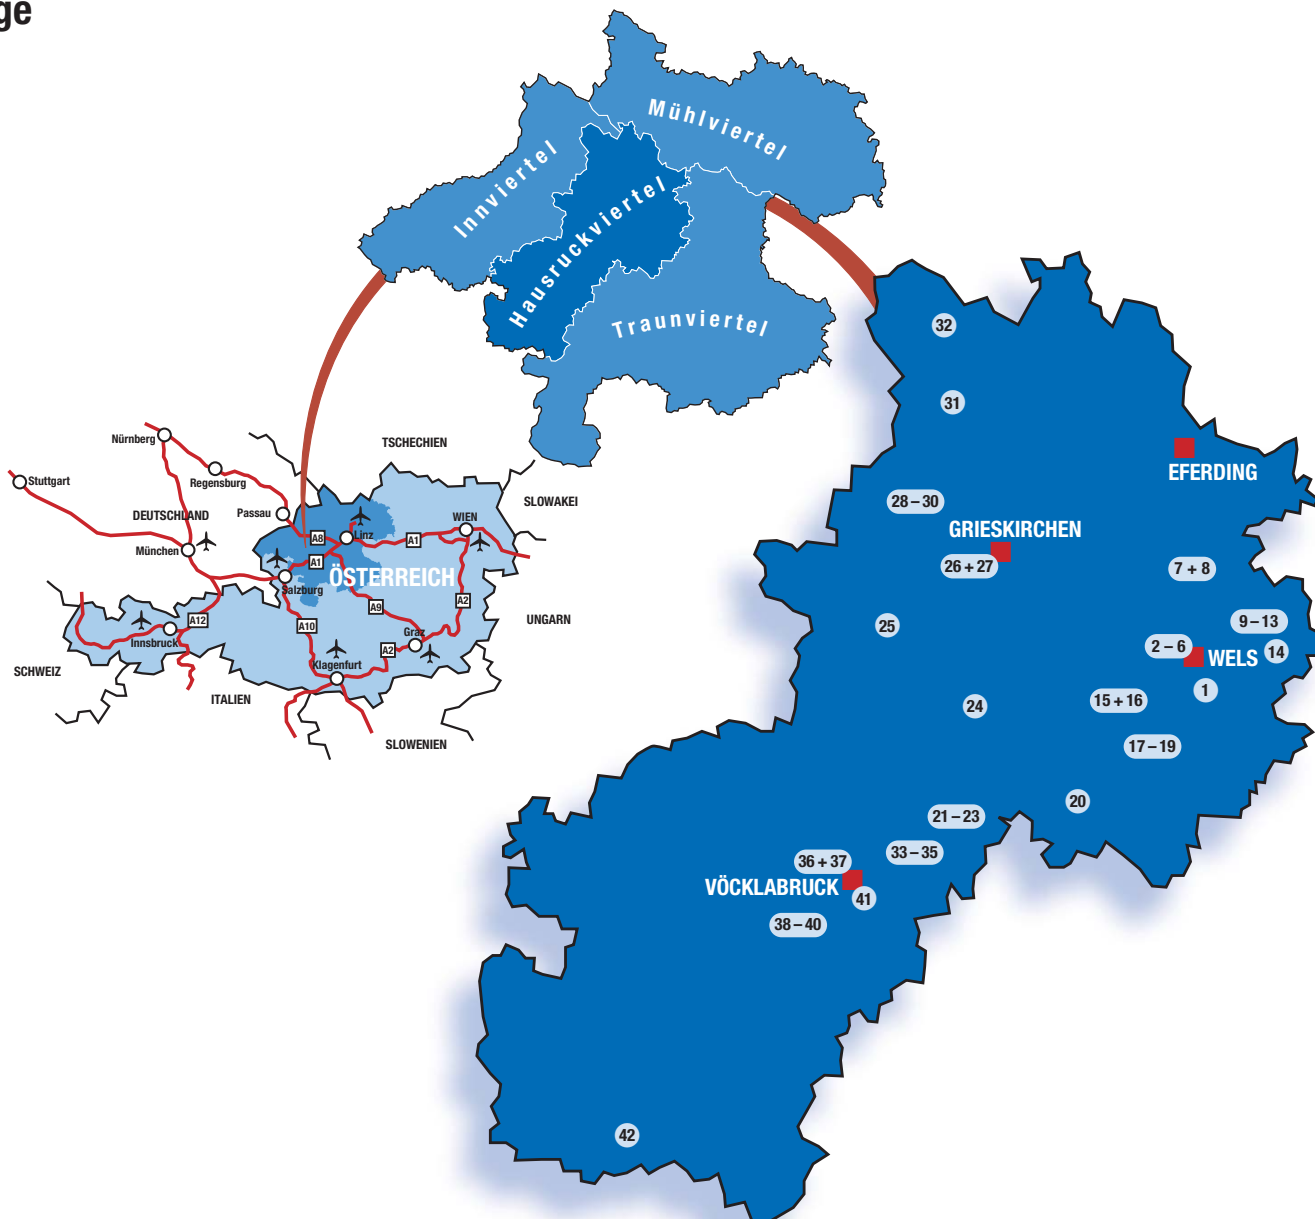 ge
Mühlviertel
Innviertel
Hausruckviertel
Traunviertel
TSCHECHIEN
Nürnberg
Stuttgart
Regensburg
SLOWAKEI
Passau
DEUTSCHLAND
WIEN
Linz
A8
A1
München
A1
ÖSTERREICH
Salzburg
A9
A2
A12
A10
UNGARN
Innsbruck
Graz
A2
Klagenfurt
SCHWEIZ
ITALIEN
SLOWENIEN
32
31
EFERDING
28 – 30
GRIESKIRCHEN
26 + 27
7 + 8
25
9 – 13
2 – 6
WELS
14
1
15 + 16
24
17 – 19
20
21 – 23
33 – 35
36 + 37
VÖCKLABRUCK
41
38 – 40
42